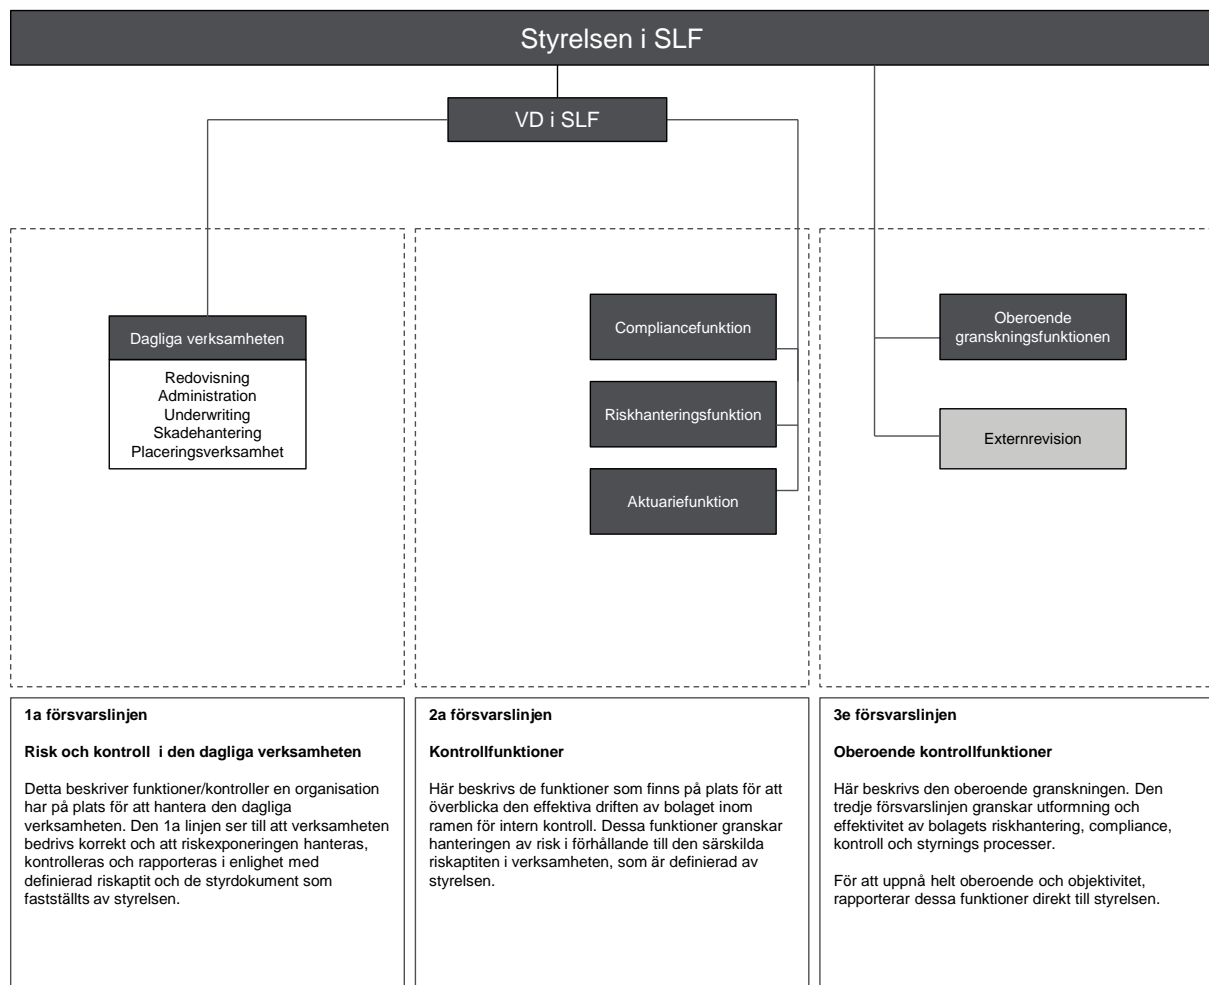 Styrelsen i SLF
VD i SLF
Dagliga verksamheten
Redovisning
Administration
Underwriting
Skadehantering
Placeringsverksamhet
Compliancefunktion
Riskhanteringsfunktion
Aktuariefunktion
Oberoende
granskningsfunktionen
Externrevision
1a försvarslinjen
Risk och kontroll i den dagliga verksamheten
Detta beskriver funktioner/kontroller en organisation
har på plats för att hantera den dagliga
verksamheten. Den 1a linjen ser till att verksamheten
bedrivs korrekt och att riskexponeringen hanteras,
kontrolleras och rapporteras i enlighet med
definierad riskaptit och de styrdokument som
fastställts av styrelsen.
2a försvarslinjen
Kontrollfunktioner
Här beskrivs de funktioner som finns på plats för att
överblicka den effektiva driften av bolaget inom
ramen för intern kontroll. Dessa funktioner granskar
hanteringen av risk i förhållande till den särskilda
riskaptiten i verksamheten, som är definierad av
styrelsen.
3e försvarslinjen
Oberoende kontrollfunktioner
Här beskrivs den oberoende granskningen. Den
tredje försvarslinjen granskar utformning och
effektivitet av bolagets riskhantering, compliance,
kontroll och styrnings processer.
För att uppnå helt oberoende och objektivitet,
rapporterar dessa funktioner direkt till styrelsen.